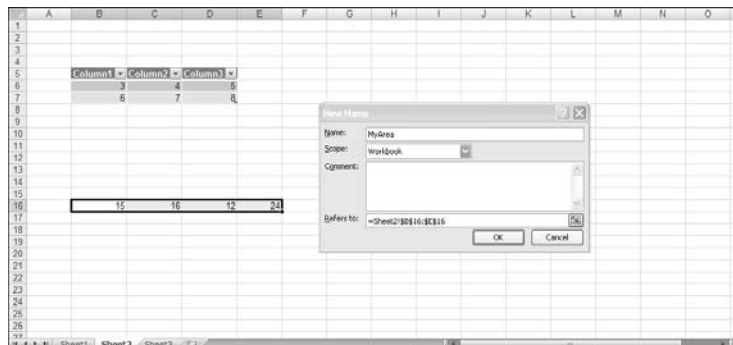 A B C D E F G H I J K L M N O
1
2
3
4
5 Column1 Column2 Column3
6 3 4 5
7 6 7 8
8
9
10
11
12
13
14
15
16 15 16 12 24
17
18
19
20
21
22
23
24
25
26
27
New Name
Name: MyArea
Scope: Workbook
Comment:
Refers to: =Sheet2!$B$16:$E$16
OK Cancel
Sheet1 Sheet2 Sheet3